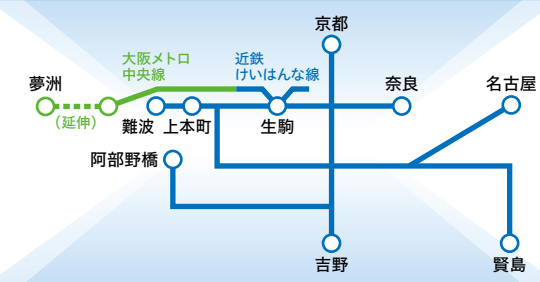 京都
大阪メトロ
中央線
近鉄
けいはんな線
夢洲
奈良
名古屋
（延伸）
難波
上本町
生駒
阿部野橋
吉野
賢島